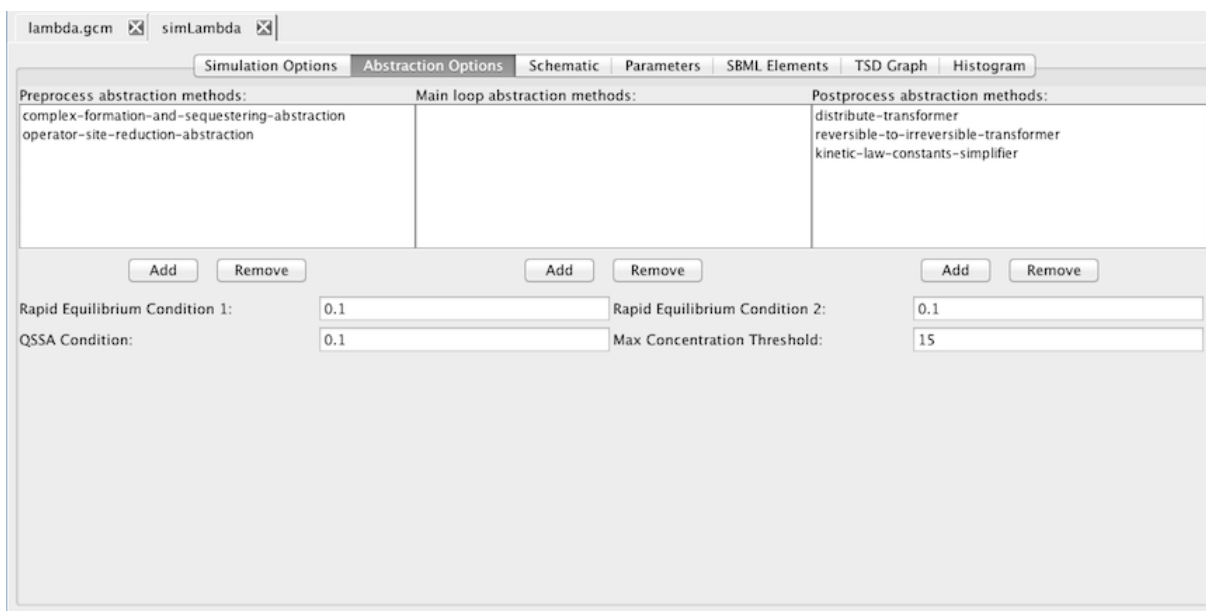 lambda.gcm simLambda
Simulation Options Abstraction Options Schematic Parameters SBML Elements TSD Graph Histogram
Preprocess abstraction methods: Main loop abstraction methods: Postprocess abstraction methods:
complex-formation-and-sequestering-abstraction distribute-transformer
operator-site-reduction-abstraction reversible-to-irreversible-transformer
kinetic-law-constants-simplifier
Add Remove Add Remove Add Remove
Rapid Equilibrium Condition 1: 0.1 Rapid Equilibrium Condition 2: 0.1
QSSA Condition: 0.1 Max Concentration Threshold: 15